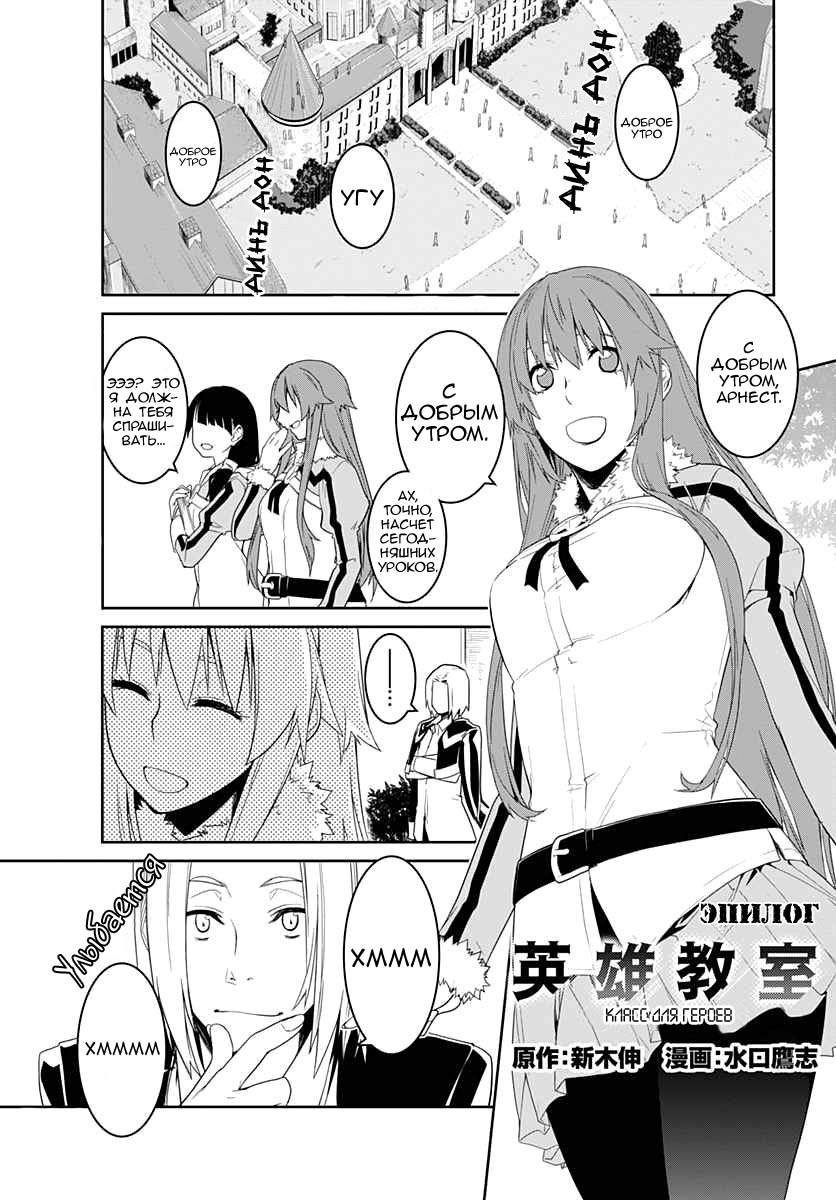 ДОБРОЕ
УТРО
ДИНЪ ДОН
УГУ
ДОБРОЕ
УТРО
ДИНЪ ДОН
С
ДОБРЫМ
УТРОМ,
АРНЕСТ.
С
ДОБРЫМ
УТРОМ.
АХ,
ТОЧНО,
НАСЧЕТ
СЕГОД-
НЯШНИХ
УРОКОВ.
ЭЭЭ? ЭТО
Я ДОЛЖ-
НА ТЕБЯ
СПРАШИ-
ВАТЬ...
Улыбается
ХМММ
ХММММ
ЭПИЛОГ
英雄教室
КЛАСС ДЛЯ ГЕРОЕВ
原作:新木伸 漫画:水口鷹志